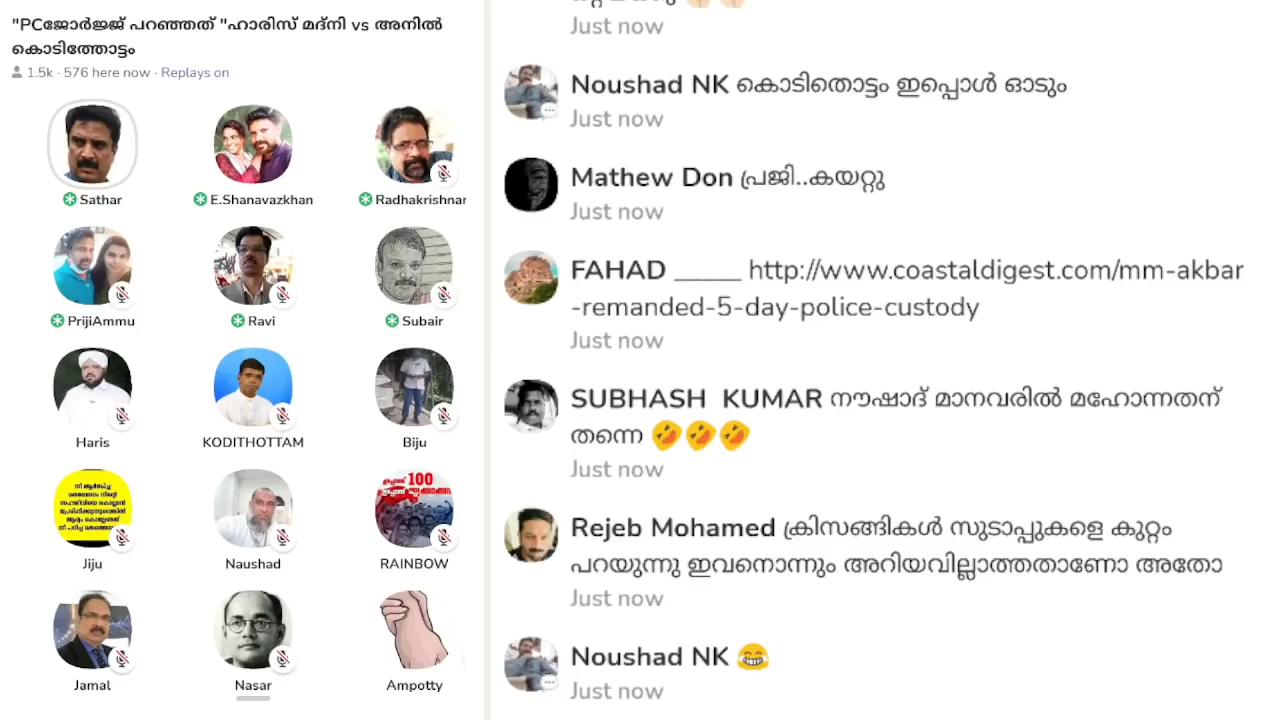 "PCജോർജ്ജ് പറഞ്ഞത് "ഹാരിസ് മദ്നി vs അനിൽ
കൊടിത്തോട്ടം
1.5k · 576 here now · Replays on
Sathar
E.Shanavazkhan
Radhakrishnan
PrijiAmmu
Ravi
Subair
Haris
KODITHOTTAM
Biju
Jiju
Naushad
100
RAINBOW
Jamal
Nasar
Ampotty
Just now
Noushad NK കൊടിതൊട്ടം ഇപ്പൊൾ ഓടും
Just now
Mathew Don പ്രജി..കയറ്റു
Just now
FAHAD _____ http://www.coastaldigest.com/mm-akbar
-remanded-5-day-police-custody
Just now
SUBHASH KUMAR നൗഷാദ് മാനവരിൽ മഹോന്നതന്
തന്നെ 🤣🤣🤣
Just now
Rejeb Mohamed ക്രിസങ്ങികൾ സുടാപ്പുകളെ കുറ്റം
പറയുന്നു ഇവനൊന്നും അറിയവില്ലാത്തതാണോ അതോ
Just now
Noushad NK 😂
Just now